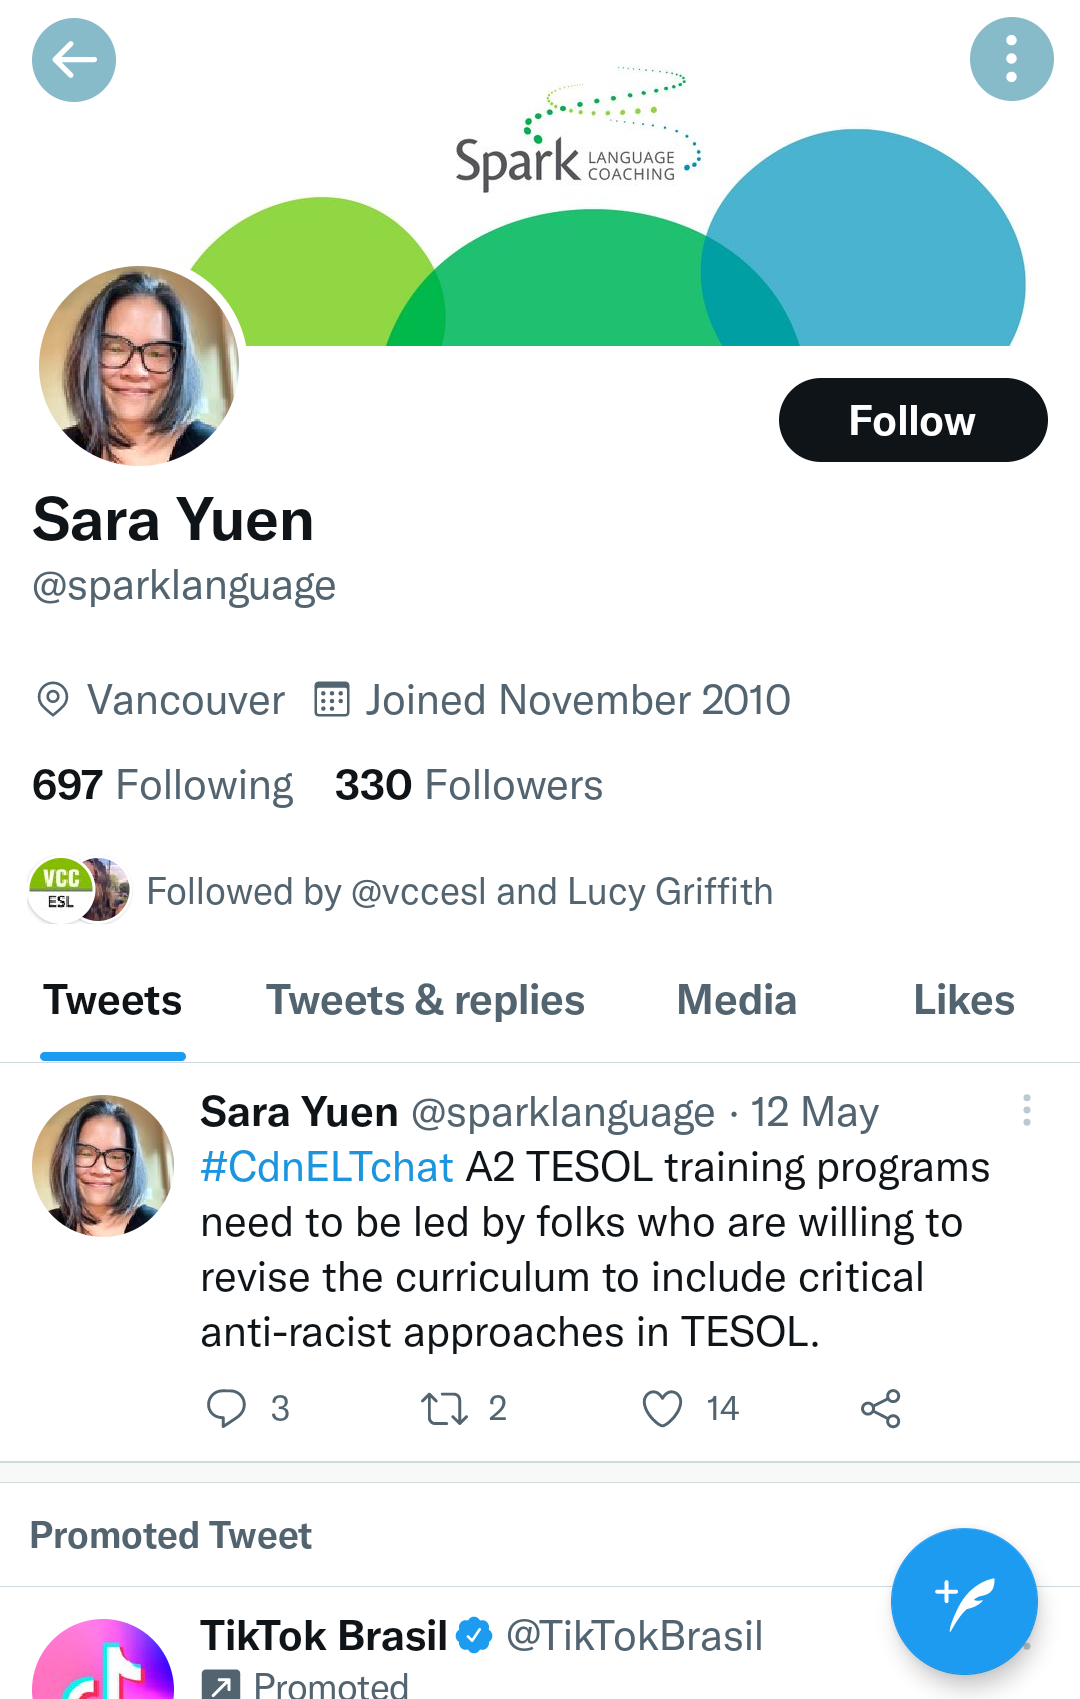 Spark LANGUAGE
COACHING
Follow
Sara Yuen
@sparklanguage
Vancouver Joined November 2010
697 Following 330 Followers
VCC
ESL
Followed by @vccesl and Lucy Griffith
Tweets Tweets & replies Media Likes
Sara Yuen @sparklanguage · 12 May
#CdnELTchat A2 TESOL training programs
need to be led by folks who are willing to
revise the curriculum to include critical
anti-racist approaches in TESOL.
3 2 14
Promoted Tweet
TikTok Brasil @TikTokBrasil
Promoted